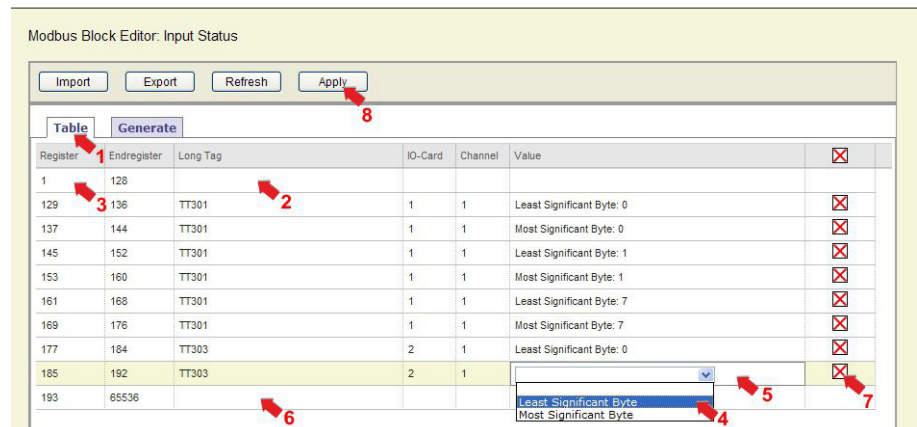 Modbus Block Editor: Input Status
Import Export Refresh Apply
8
Table Generate
1
Register Endregister Long Tag IO-Card Channel Value
1 128
2
3
129 136 TT301 1 1 Least Significant Byte: 0
137 144 TT301 1 1 Most Significant Byte: 0
145 152 TT301 1 1 Least Significant Byte: 1
153 160 TT301 1 1 Most Significant Byte: 1
161 168 TT301 1 1 Least Significant Byte: 7
169 176 TT301 1 1 Most Significant Byte: 7
177 184 TT303 2 1 Least Significant Byte: 0
185 192 TT303 2 1
5
7
193 65536
6
Least Significant Byte
4
Most Significant Byte